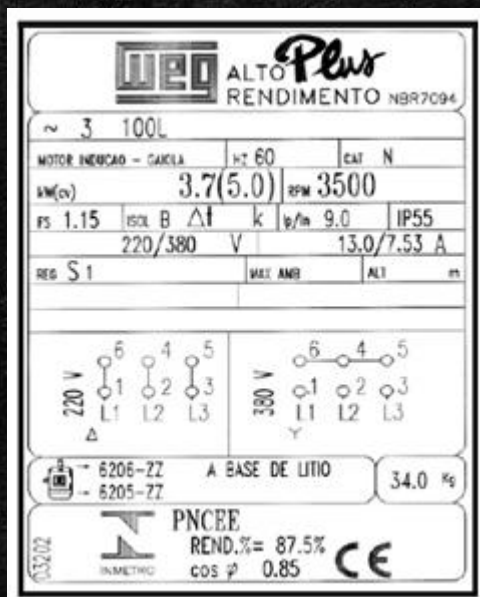 WEG
ALTO Plus
RENDIMENTO NBR7094
~ 3 100L
MOTOR INDUCAO - GAIOLA HZ 60 CAT N
kW(cv) 3.7(5.0) RPM 3500
FS 1.15 ISOL B Δt k Ip/In 9.0 IP55
220/380 V 13.0/7.53 A
REG S1 MAX AMB ALT m
6 4 5 6 4 5
220 V 1 2 3 380 V 1 2 3
L1 L2 L3 L1 L2 L3
Δ Y
6206-ZZ A BASE DE LITIO 34.0 Kg
6205-ZZ
PNCEE
REND.%= 87.5%
cos φ 0.85 CE
INMETRO
03202